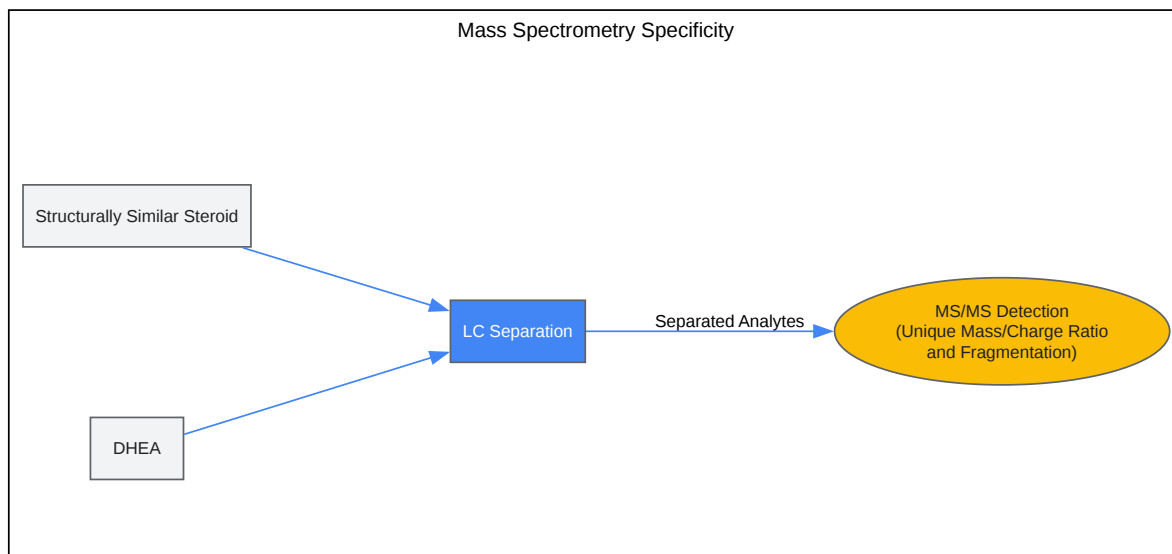 Mass Spectrometry Specificity
Structurally Similar Steroid
DHEA
LC Separation
Separated Analytes
MS/MS Detection
(Unique Mass/Charge Ratio
and Fragmentation)